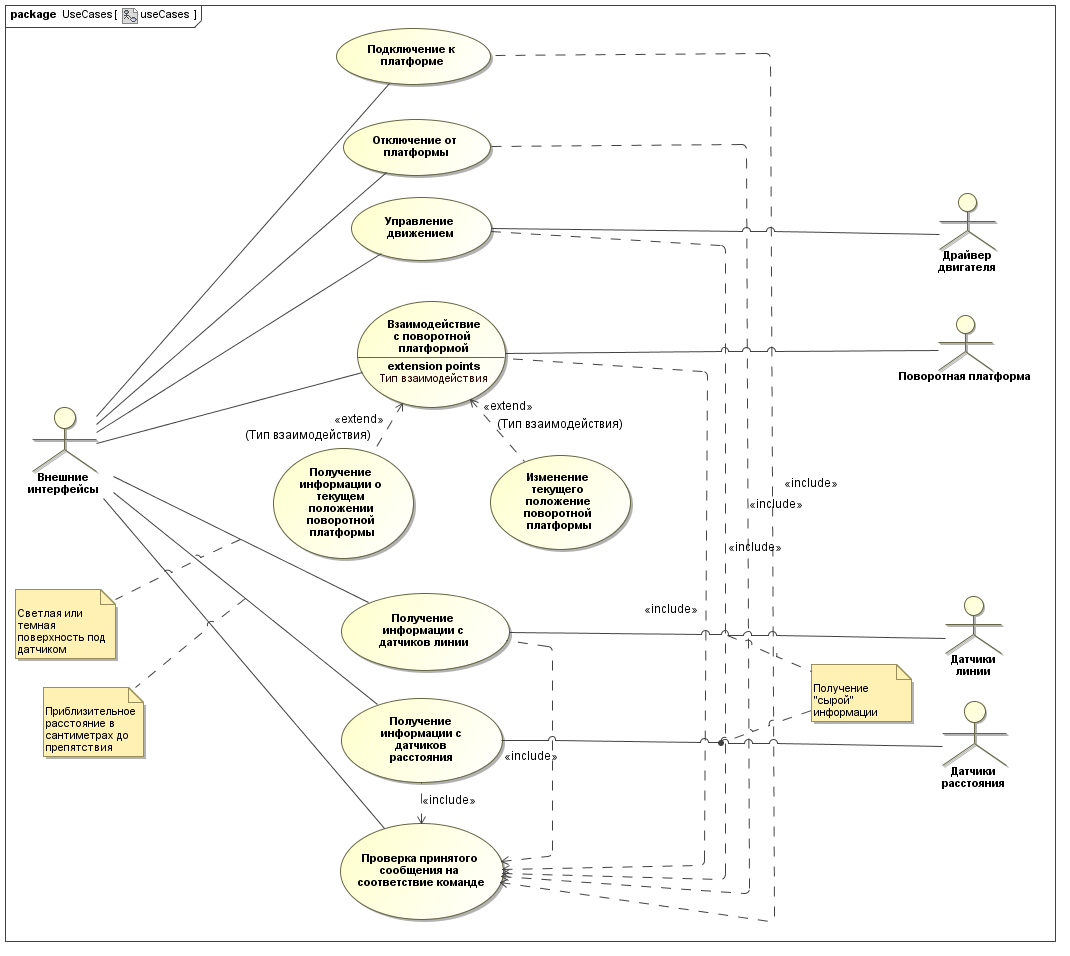 package UseCases [ useCases ]
Подключение к
платформе
Отключение от
платформы
Управление
движением
Драйвер
двигателя
Взаимодействие
с поворотной
платформой
extension points
Тип взаимодействия
Поворотная платформа
«extend»
(Тип взаимодействия)
«extend»
(Тип взаимодействия)
Внешние
интерфейсы
Получение
информации о
текущем
положении
поворотной
платформы
Изменение
текущего
положение
поворотной
платформы
«include»
«include»
«include»
«include»
Светлая или
темная
поверхность под
датчиком
Получение
информации с
датчиков линии
Датчики
линии
Получение
"сырой"
информации
Приблизительное
расстояние в
сантиметрах до
препятствия
Получение
информации с
датчиков
расстояния
«include»
Датчики
расстояния
«include»
Проверка принятого
сообщения на
соответствие команде